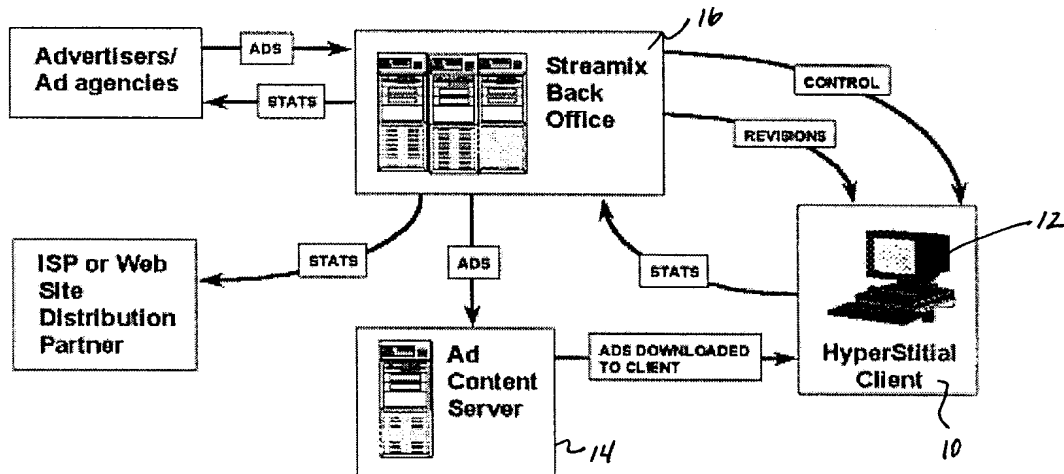 16
Advertisers/
Ad agencies
ADS
STATS
Streamix
Back
Office
CONTROL
REVISIONS
12
ISP or Web
Site
Distribution
Partner
STATS
ADS
STATS
Ad
Content
Server
ADS DOWNLOADED
TO CLIENT
HyperStitial
Client
14
10